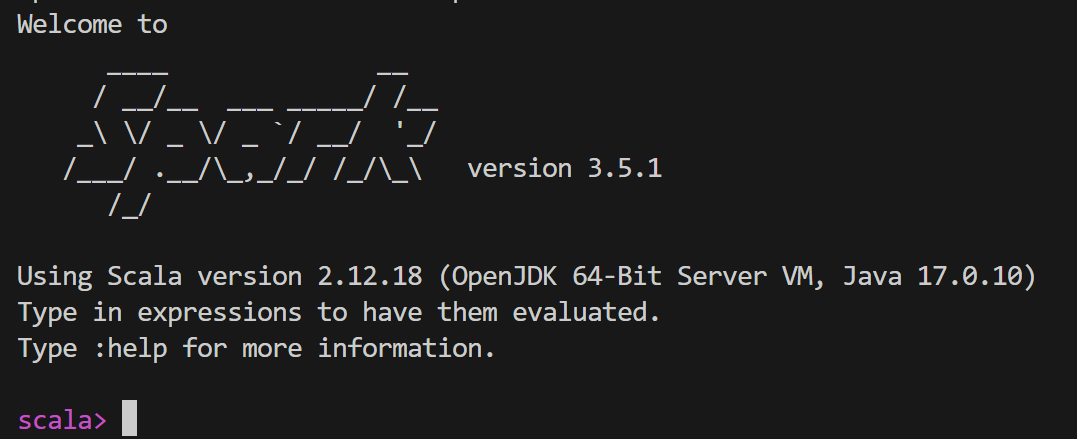 Welcome to
      ____              __
     / __/__  ___ _____/ /__
    _\ \/ _ \/ _ `/ __/  '_/
   /___/ .__/\_,_/_/ /_/\_\   version 3.5.1
      /_/
Using Scala version 2.12.18 (OpenJDK 64-Bit Server VM, Java 17.0.10)
Type in expressions to have them evaluated.
Type :help for more information.
scala>